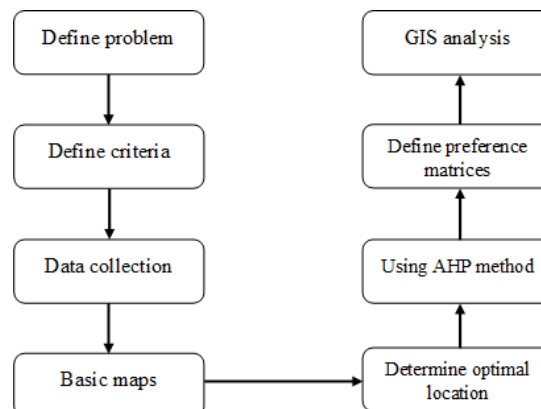 Define problem
Define criteria
Data collection
Basic maps
Determine optimal
location
Using AHP method
Define preference
matrices
GIS analysis